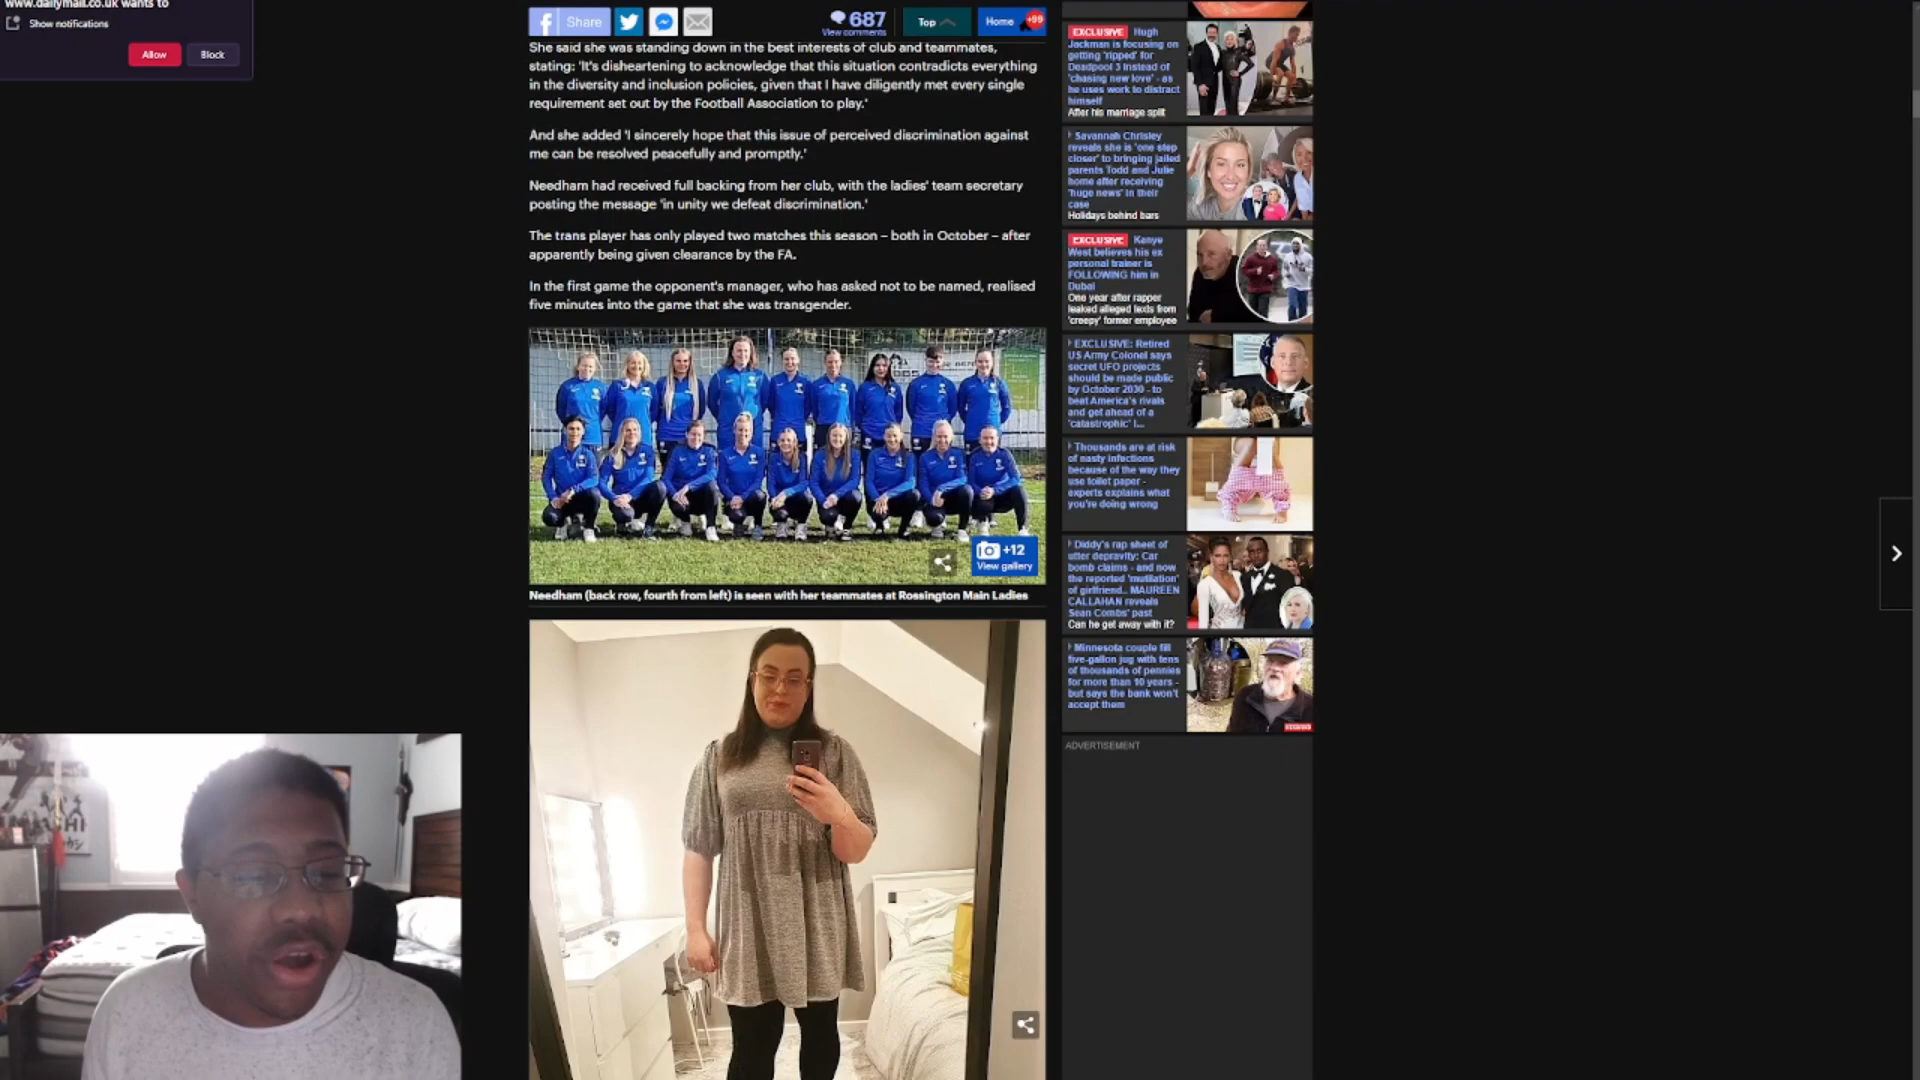 www.dailymail.co.uk wants to
Show notifications
Allow
Block
Share
687
View comments
Top
Home
+99
She said she was standing down in the best interests of club and teammates,
stating: 'It's disheartening to acknowledge that this situation contradicts everything
in the diversity and inclusion policies, given that I have diligently met every single
requirement set out by the Football Association to play.'
And she added 'I sincerely hope that this issue of perceived discrimination against
me can be resolved peacefully and promptly.'
Needham had received full backing from her club, with the ladies' team secretary
posting the message 'in unity we defeat discrimination.'
The trans player has only played two matches this season – both in October – after
apparently being given clearance by the FA.
In the first game the opponent's manager, who has asked not to be named, realised
five minutes into the game that she was transgender.
+12
View gallery
Needham (back row, fourth from left) is seen with her teammates at Rossington Main Ladies
EXCLUSIVE Hugh
Jackman is focusing on
getting 'ripped' for
Deadpool 3 instead of
'chasing new love' - as
he uses work to distract
himself
After his marriage split
Savannah Chrisley
reveals she is 'one step
closer' to bringing jailed
parents Todd and Julie
home after receiving
'huge news' in their
case
Holidays behind bars
EXCLUSIVE Kanye
West believes his ex
personal trainer is
FOLLOWING him in
Dubai
One year after rapper
leaked alleged texts from
'creepy' former employee
EXCLUSIVE: Retired
US Army Colonel says
secret UFO projects
should be made public
by October 2030 - to
beat America's rivals
and get ahead of a
'catastrophic' l...
Thousands are at risk
of nasty infections
because of the way they
use toilet paper -
experts explains what
you're doing wrong
Diddy's rap sheet of
utter depravity: Car
bomb claims - and now
the reported 'mutilation'
of girlfriend.. MAUREEN
CALLAHAN reveals
Sean Combs' past
Can he get away with it?
Minnesota couple fill
five-gallon jug with tens
of thousands of pennies
for more than 10 years -
but says the bank won't
accept them
ADVERTISEMENT